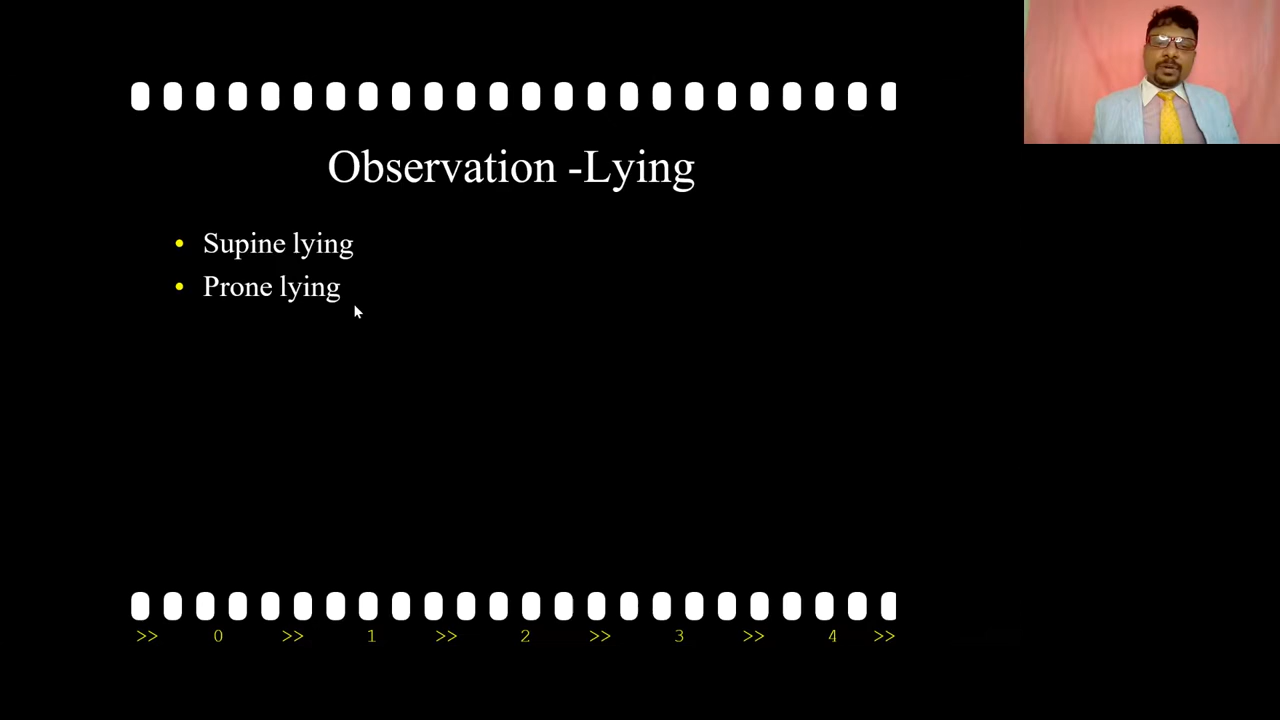 Observation -Lying
• Supine lying
• Prone lying
>> 0 >> 1 >> 2 >> 3 >> 4 >>